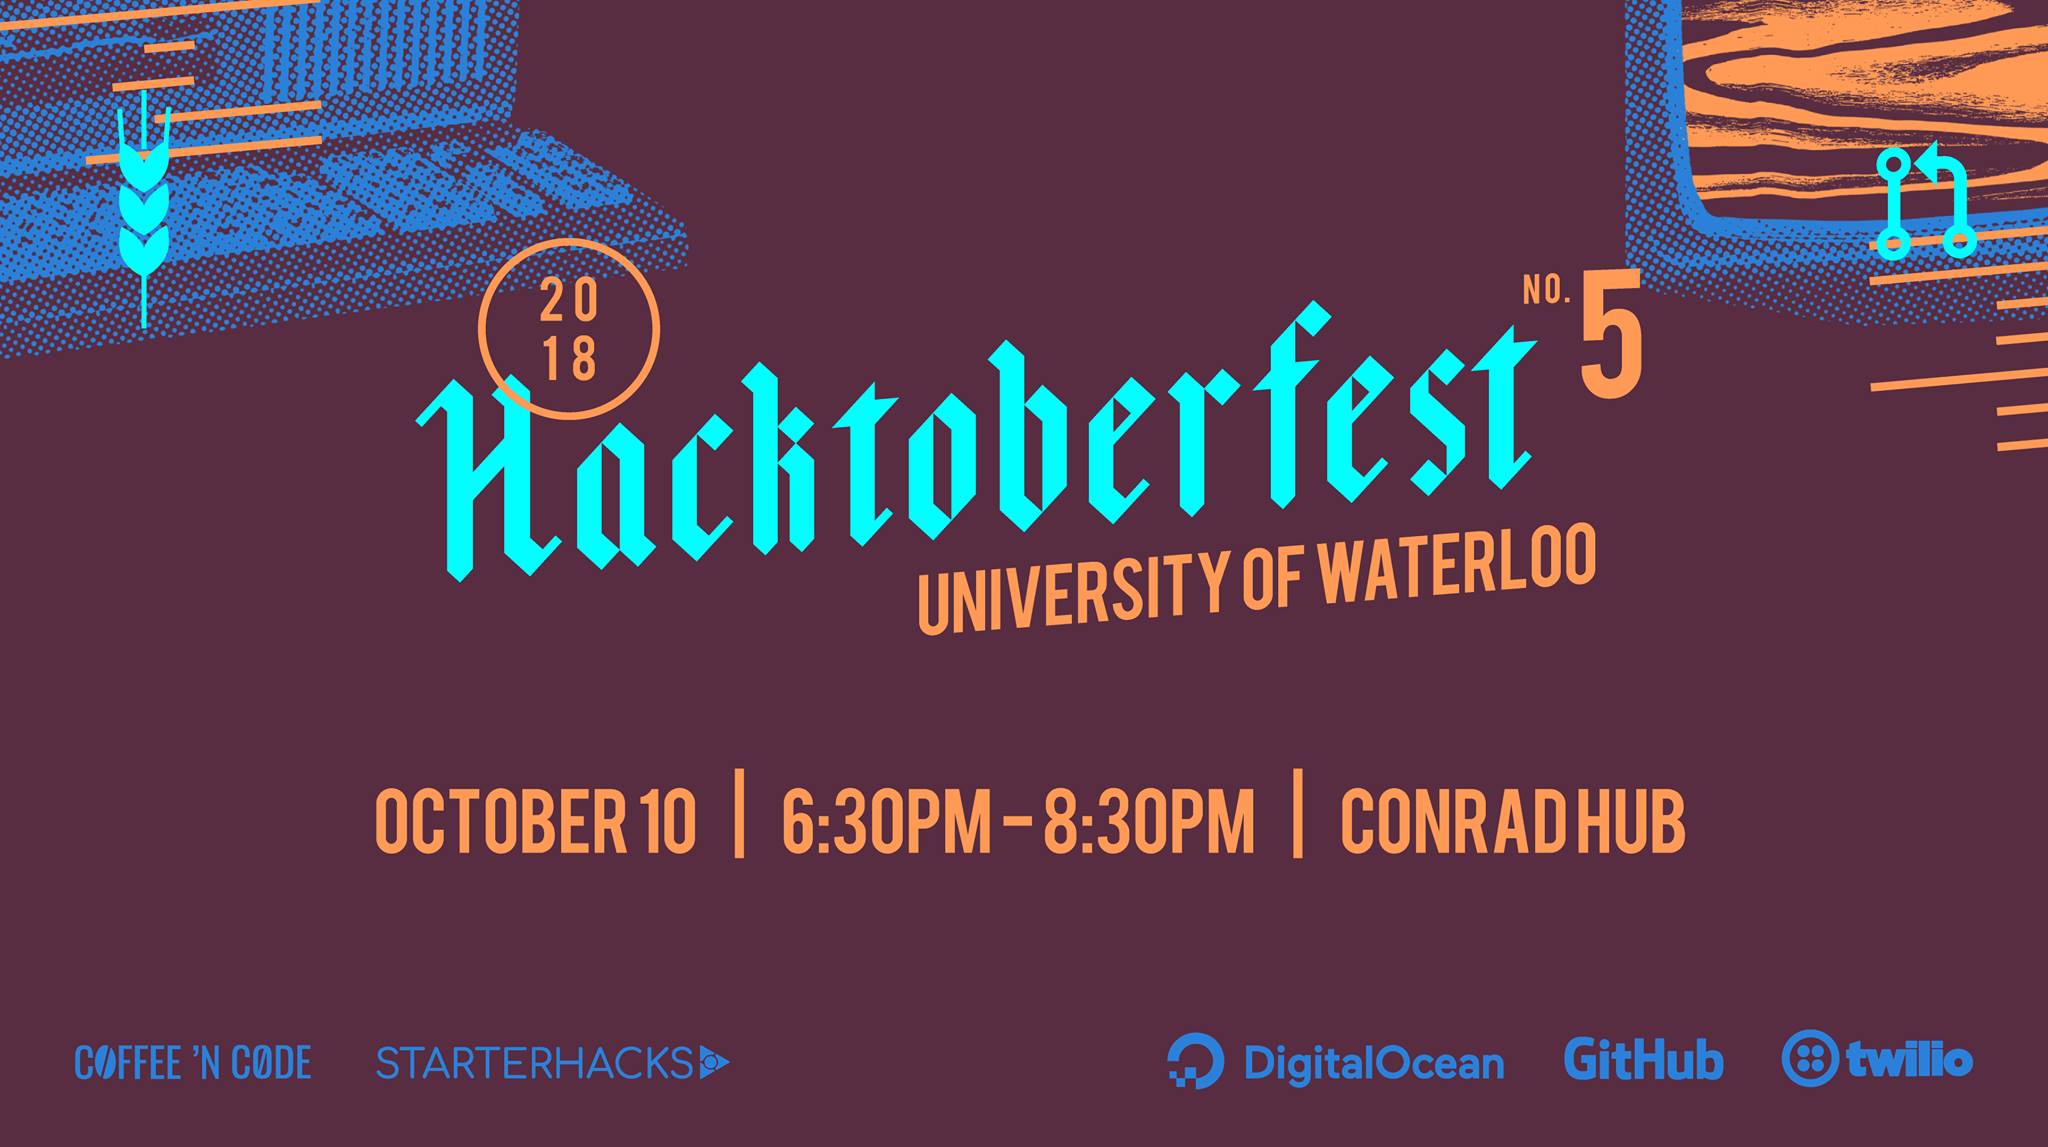 20
18
NO. 5
Hacktoberfest
UNIVERSITY OF WATERLOO
OCTOBER 10 | 6:30PM – 8:30PM | CONRAD HUB
COFFEE 'N CODE STARTERHACKS DigitalOcean GitHub twilio